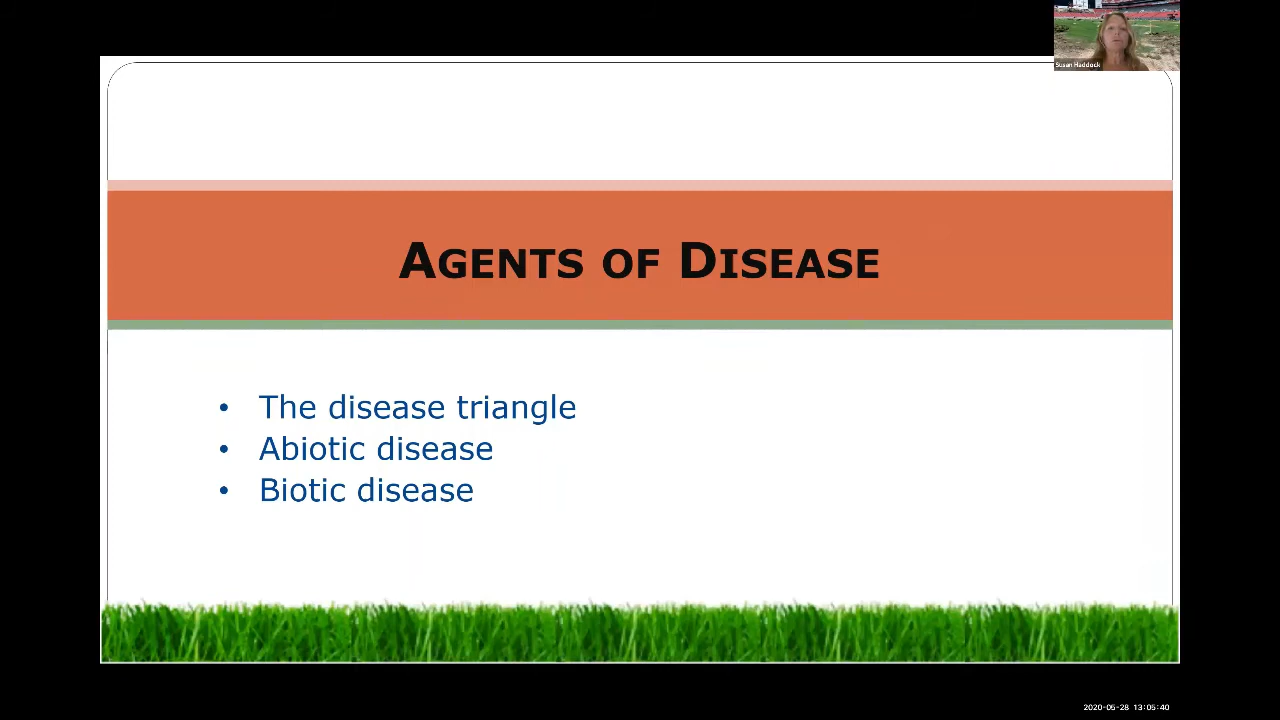 Susan Haddock
AGENTS OF DISEASE
• The disease triangle
• Abiotic disease
• Biotic disease
2020-05-28 13:05:40